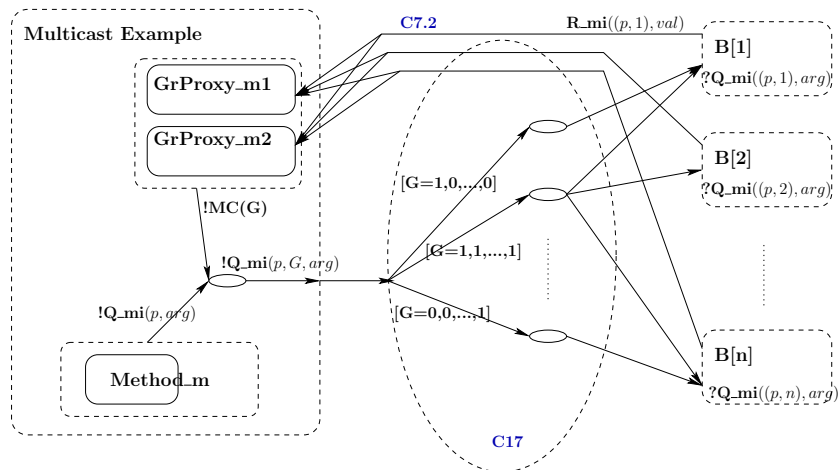 C7.2
R_mi((p, 1), val)
Multicast Example
B[1]
?Q_mi((p, 1), arg)
GrProxy_m1
GrProxy_m2
B[2]
?Q_mi((p, 2), arg)
[G=1,0,...,0]
!MC(G)
[G=1,1,...,1]
!Q_mi(p, G, arg)
!Q_mi(p, arg)
[G=0,0,...,1]
B[n]
?Q_mi((p, n), arg)
Method_m
C17